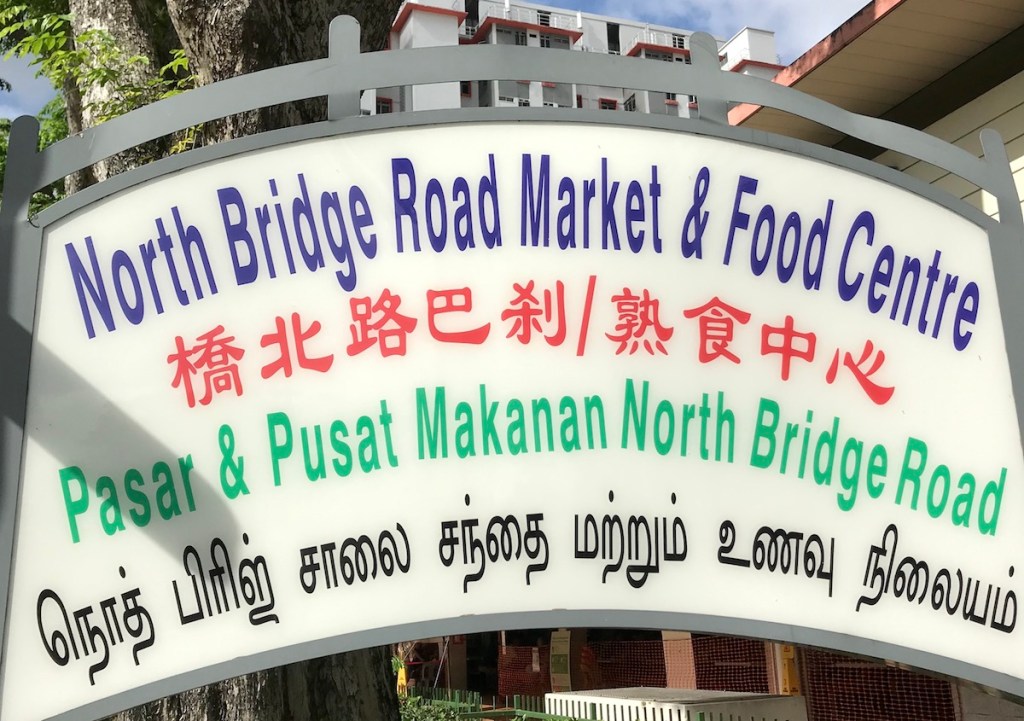 North Bridge Road Market & Food Centre
橋北路巴刹/熟食中心
Pasar & Pusat Makanan North Bridge Road
நொர்த் பிரிஜ் சாலை சந்தை மற்றும் உணவு நிலையம்